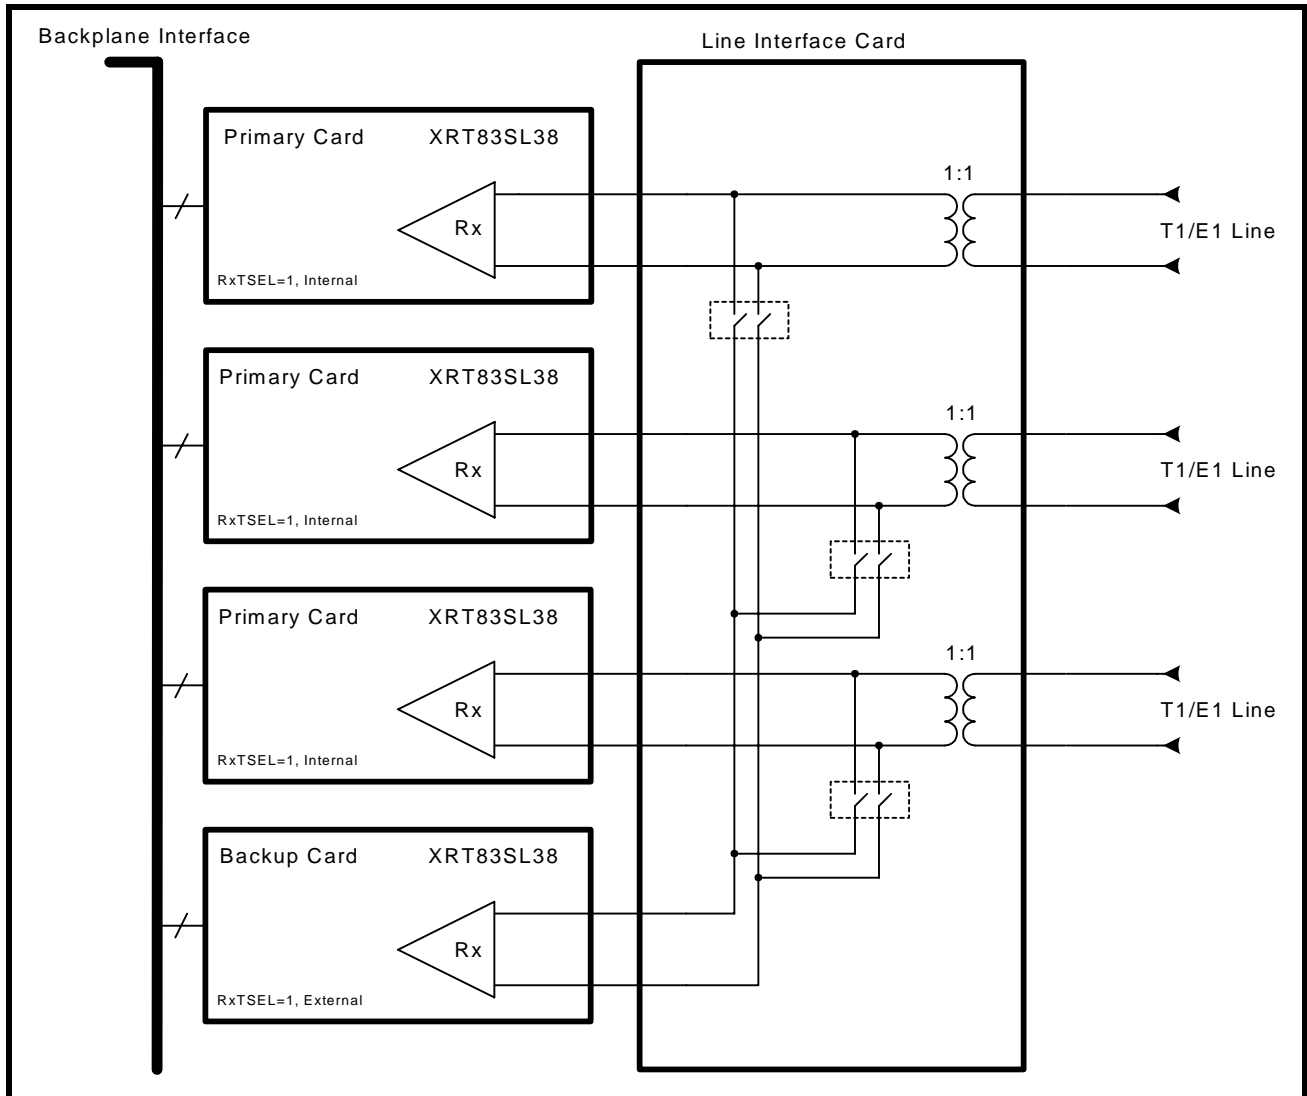 Backplane Interface
Line Interface Card
Primary Card XRT83SL38
1:1
Rx
T1/E1 Line
RxTSEL=1, Internal
Primary Card XRT83SL38
1:1
Rx
T1/E1 Line
RxTSEL=1, Internal
Primary Card XRT83SL38
1:1
Rx
T1/E1 Line
RxTSEL=1, Internal
Backup Card XRT83SL38
Rx
RxTSEL=1, External